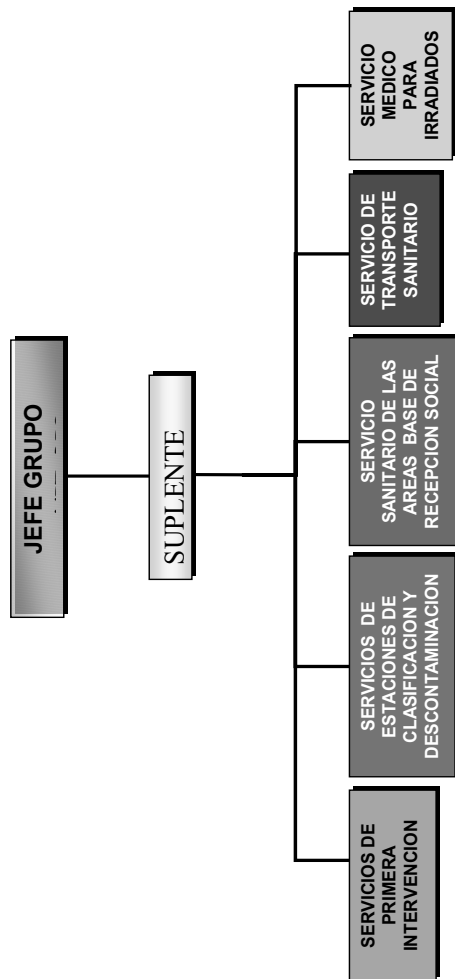 JEFE GRUPO
SUPLENTE
SERVICIOS DE
PRIMERA
INTERVENCION
SERVICIOS DE
ESTACIONES DE
CLASIFICACION Y
DESCONTAMINACION
SERVICIO
SANITARIO DE LAS
AREAS BASE DE
RECEPCION SOCIAL
SERVICIO DE
TRANSPORTE
SANITARIO
SERVICIO
MEDICO
PARA
IRRADIADOS